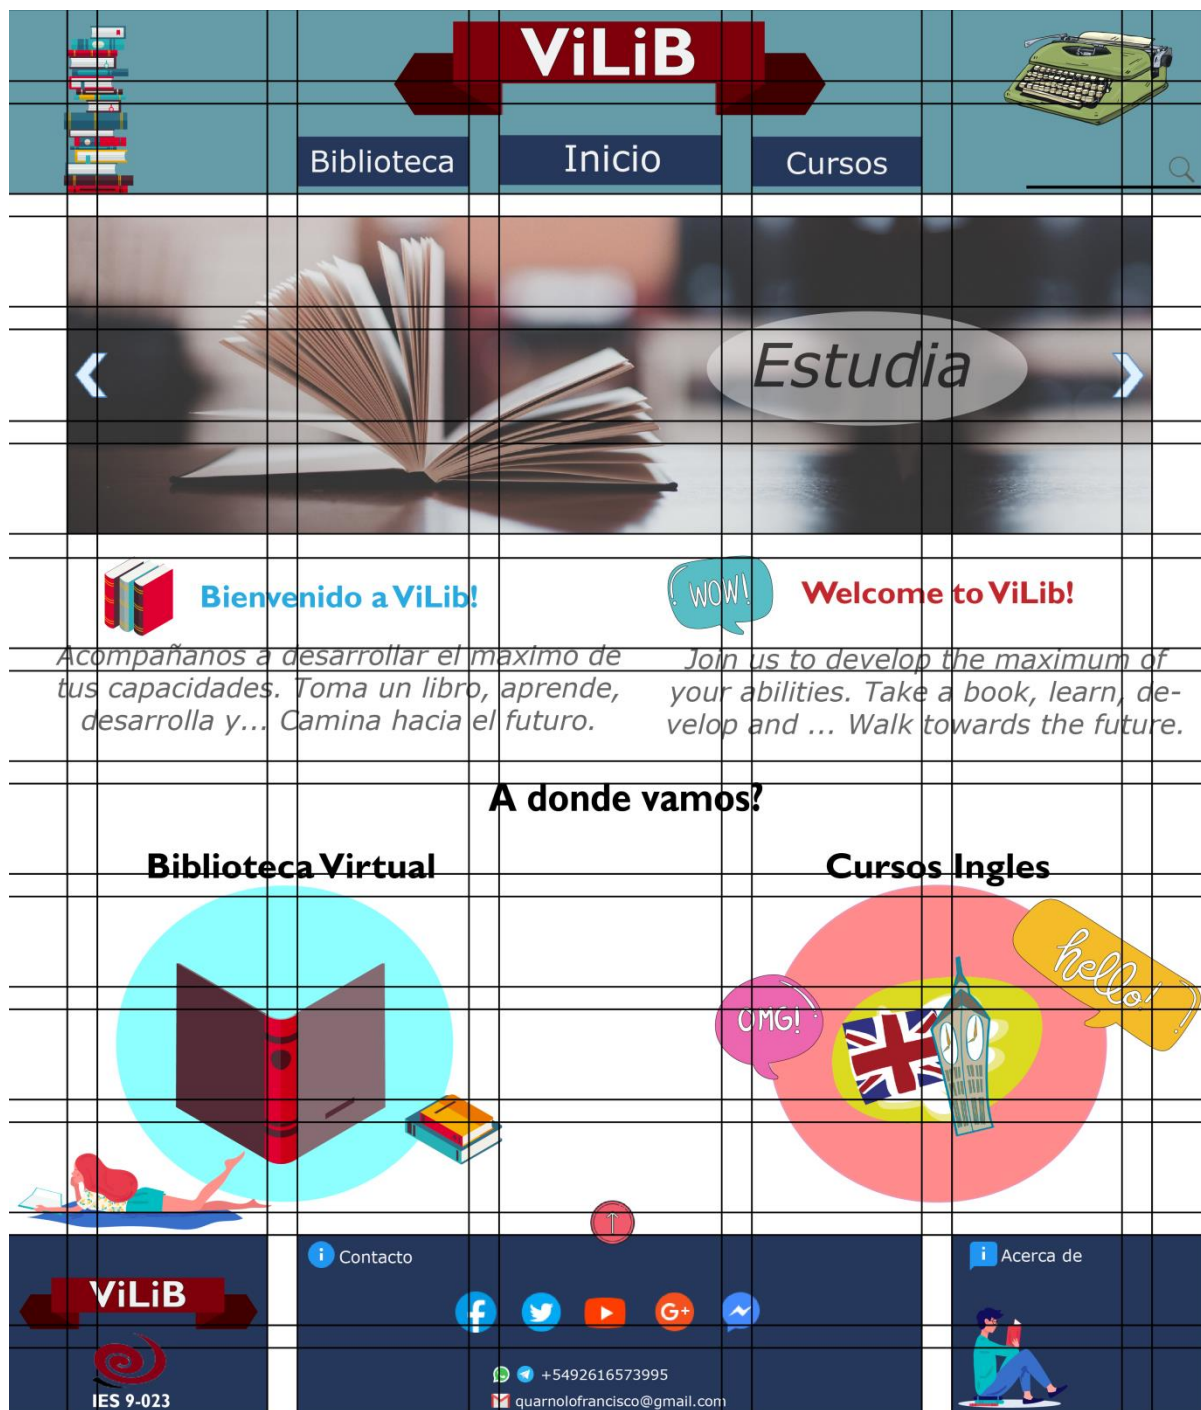 ViLiB
Biblioteca
Inicio
Cursos
Estudia
Bienvenido a ViLib!
Acompañanos a desarrollar el maximo de
tus capacidades. Toma un libro, aprende,
desarrolla y... Camina hacia el futuro.
WOW!
Welcome to ViLib!
Join us to develop the maximum of
your abilities. Take a book, learn, de-
velop and ... Walk towards the future.
A donde vamos?
Biblioteca Virtual
Cursos Ingles
hello!
OMG!
ViLiB
IES 9-023
i Contacto
f
G+
+5492616573995
quarnolofrancisco@gmail.com
i Acerca de